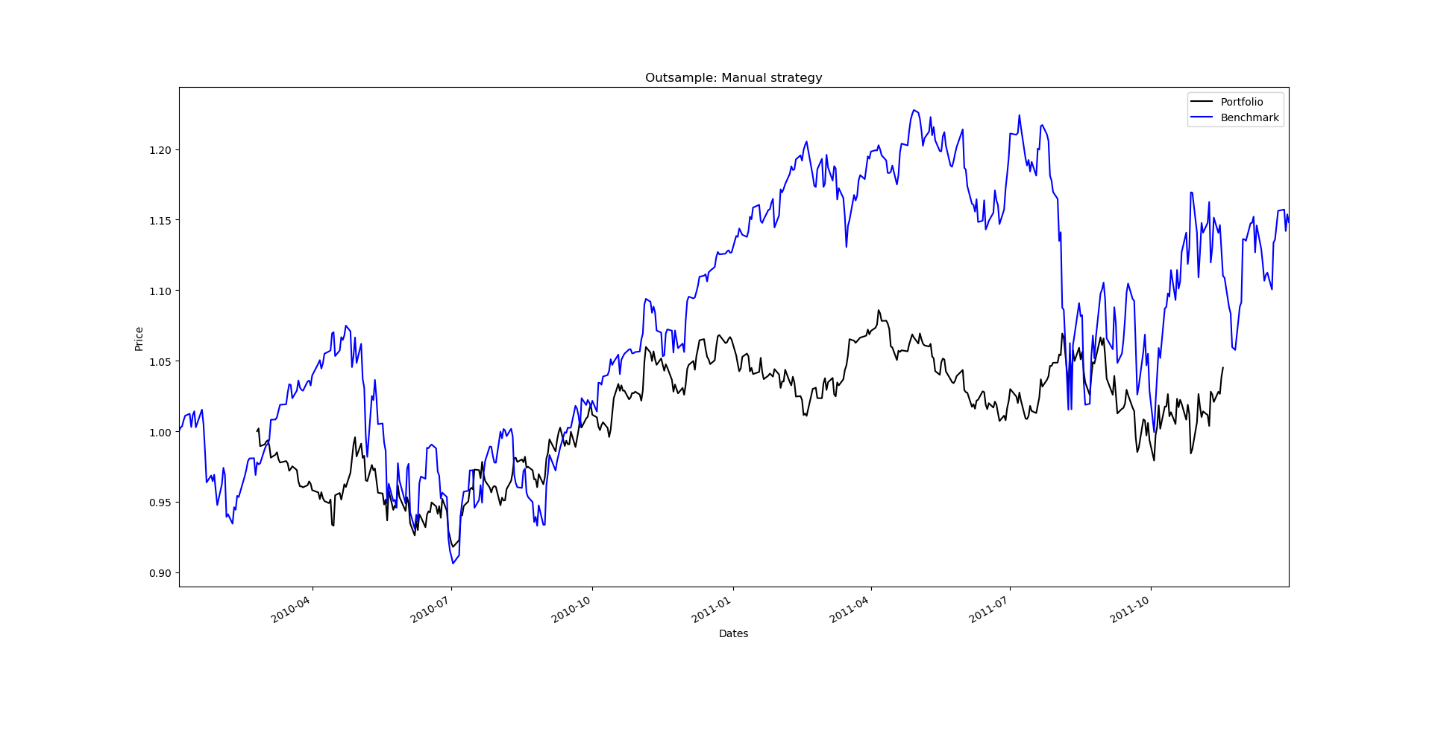 Outsample: Manual strategy
Portfolio
Benchmark
1.20
1.15
1.10
1.05
1.00
0.95
0.90
Price
2010-04
2010-07
2010-10
2011-01
2011-04
2011-07
2011-10
Dates